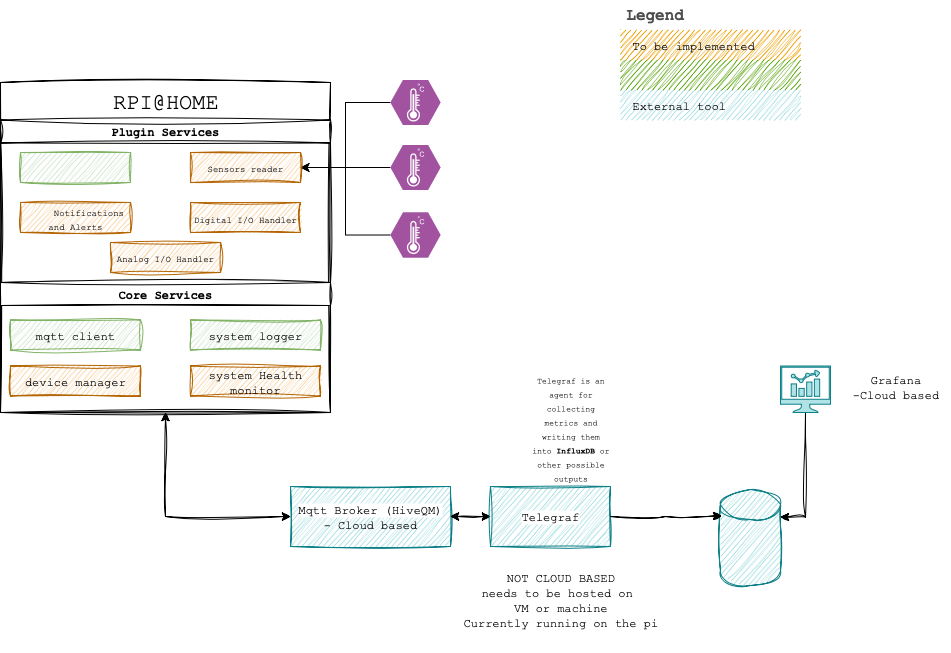 Legend
To be implemented
External tool
RPI@HOME
Plugin Services
Sensors reader
Notifications
and Alerts
Digital I/O Handler
Analog I/O Handler
Core Services
mqtt client
system logger
device manager
system Health
monitor
°C
°C
°C
Telegraf is an
agent for
collecting
metrics and
writing them
into InfluxDB or
other possible
outputs
Grafana
-Cloud based
Mqtt Broker (HiveQM)
- Cloud based
Telegraf
NOT CLOUD BASED
needs to be hosted on
VM or machine
Currently running on the pi